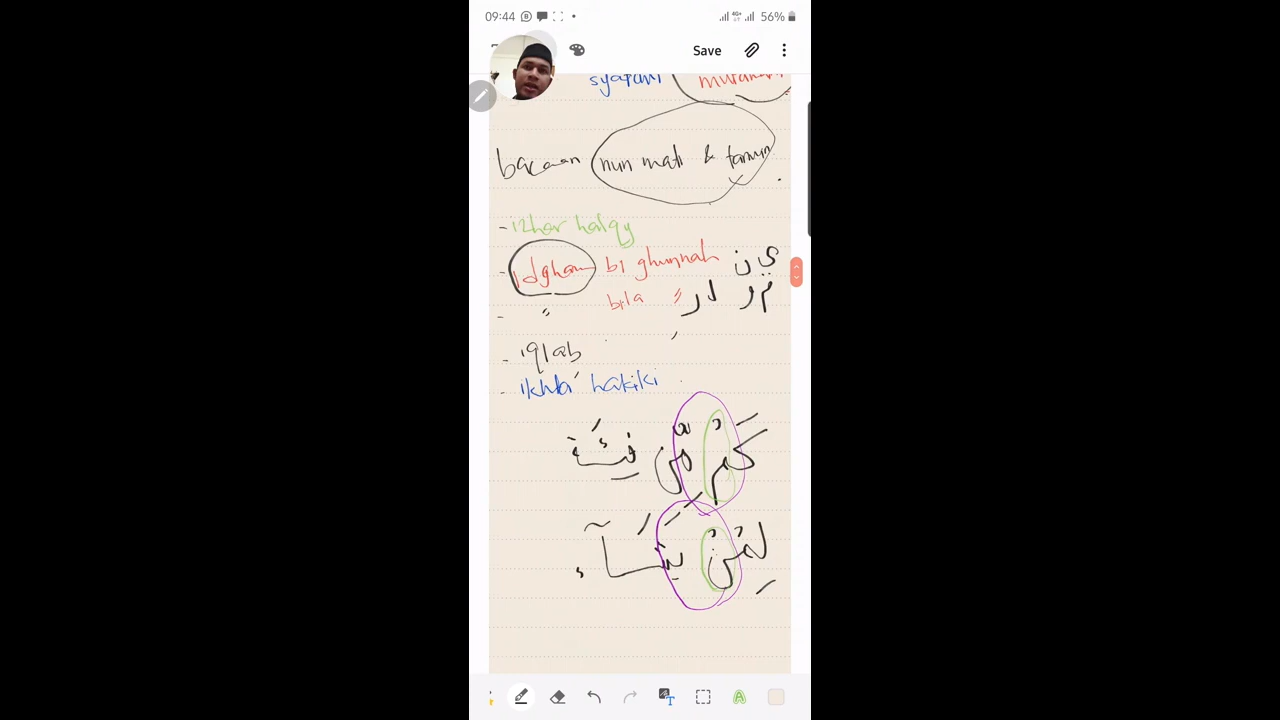 09:44 4G+ 56%
Save
syafawi
bacaan nun mati & tanwin
- izhar halqy
- idgham bi ghunnah ي ن
bila " ل ر م و
- iqlab
- ikhfa' hakiki
كَمْ مِّن فِئَة
لِمَنْ يَشَآء